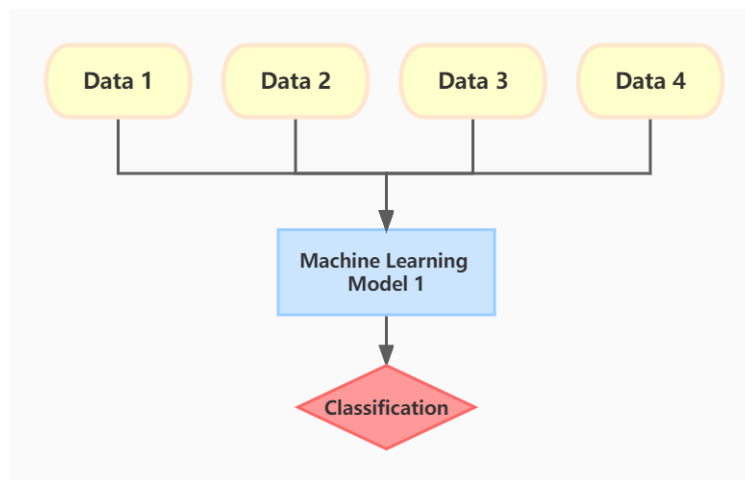 Data 1
Data 2
Data 3
Data 4
Machine Learning
Model 1
Classification